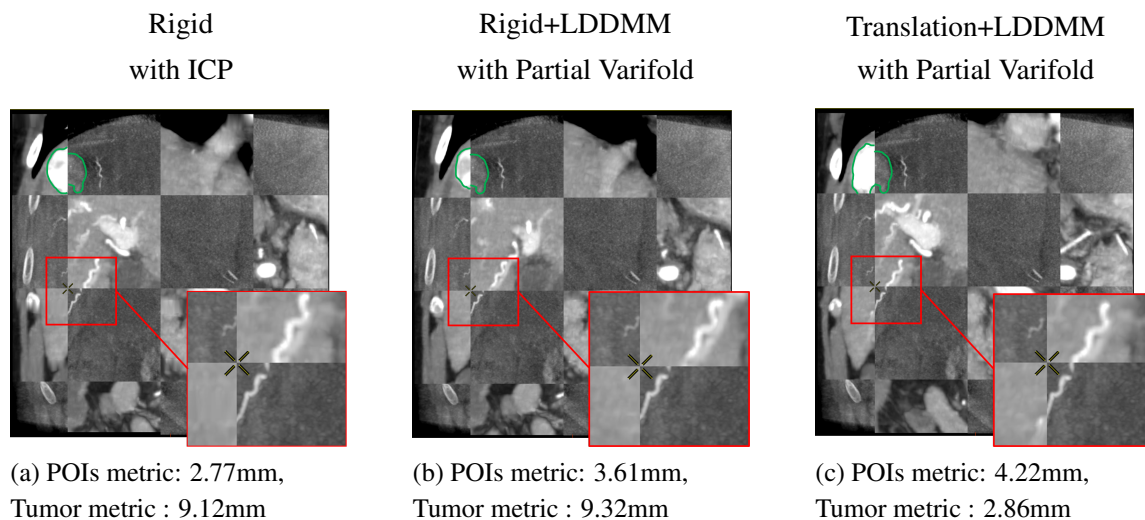 Rigid
with ICP
Rigid+LDDMM
with Partial Varifold
Translation+LDDMM
with Partial Varifold
(a) POIs metric: 2.77mm,
Tumor metric : 9.12mm
(b) POIs metric: 3.61mm,
Tumor metric : 9.32mm
(c) POIs metric: 4.22mm,
Tumor metric : 2.86mm